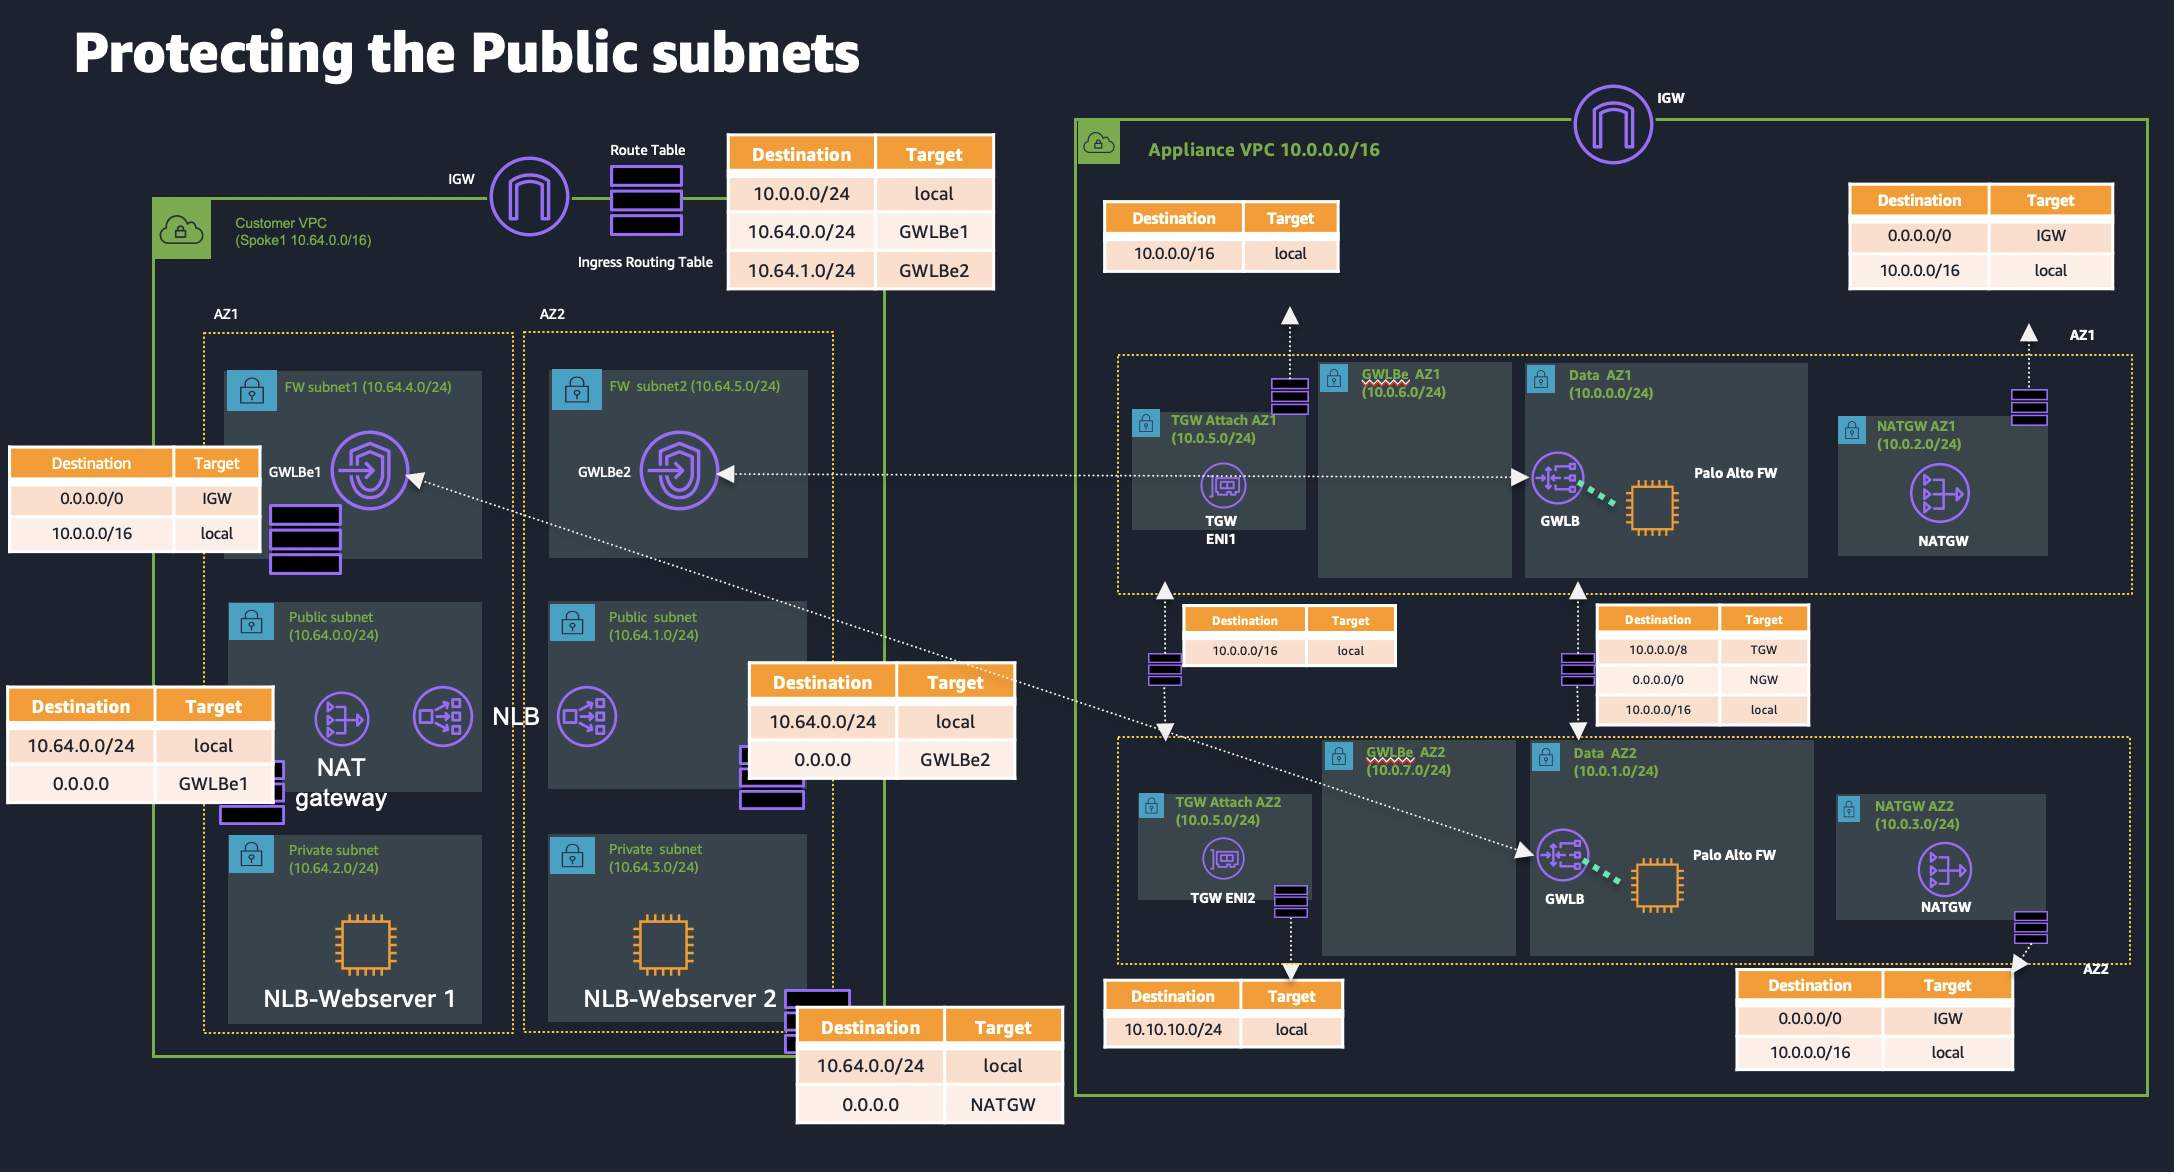 Protecting the Public subnets
IGW
Route Table
Ingress Routing Table
Destination Target
10.0.0.0/24 local
10.64.0.0/24 GWLBe1
10.64.1.0/24 GWLBe2
Customer VPC
(Spoke1 10.64.0.0/16)
AZ1
AZ2
FW subnet1 (10.64.4.0/24)
GWLBe1
FW subnet2 (10.64.5.0/24)
GWLBe2
Destination Target
0.0.0.0/0 IGW
10.0.0.0/16 local
Public subnet
(10.64.0.0/24)
Public subnet
(10.64.1.0/24)
NLB
NAT
gateway
Destination Target
10.64.0.0/24 local
0.0.0.0 GWLBe1
Destination Target
10.64.0.0/24 local
0.0.0.0 GWLBe2
Private subnet
(10.64.2.0/24)
NLB-Webserver 1
Private subnet
(10.64.3.0/24)
NLB-Webserver 2
Destination Target
10.64.0.0/24 local
0.0.0.0 NATGW
IGW
Appliance VPC 10.0.0.0/16
Destination Target
10.0.0.0/16 local
Destination Target
0.0.0.0/0 IGW
10.0.0.0/16 local
AZ1
TGW Attach AZ1
(10.0.5.0/24)
TGW
ENI1
GWLBe AZ1
(10.0.6.0/24)
Data AZ1
(10.0.0.0/24)
GWLB
Palo Alto FW
NATGW AZ1
(10.0.2.0/24)
NATGW
Destination Target
10.0.0.0/16 local
Destination Target
10.0.0.0/8 TGW
0.0.0.0/0 NGW
10.0.0.0/16 local
TGW Attach AZ2
(10.0.5.0/24)
TGW ENI2
GWLBe AZ2
(10.0.7.0/24)
Data AZ2
(10.0.1.0/24)
GWLB
Palo Alto FW
NATGW AZ2
(10.0.3.0/24)
NATGW
AZ2
Destination Target
10.10.10.0/24 local
Destination Target
0.0.0.0/0 IGW
10.0.0.0/16 local